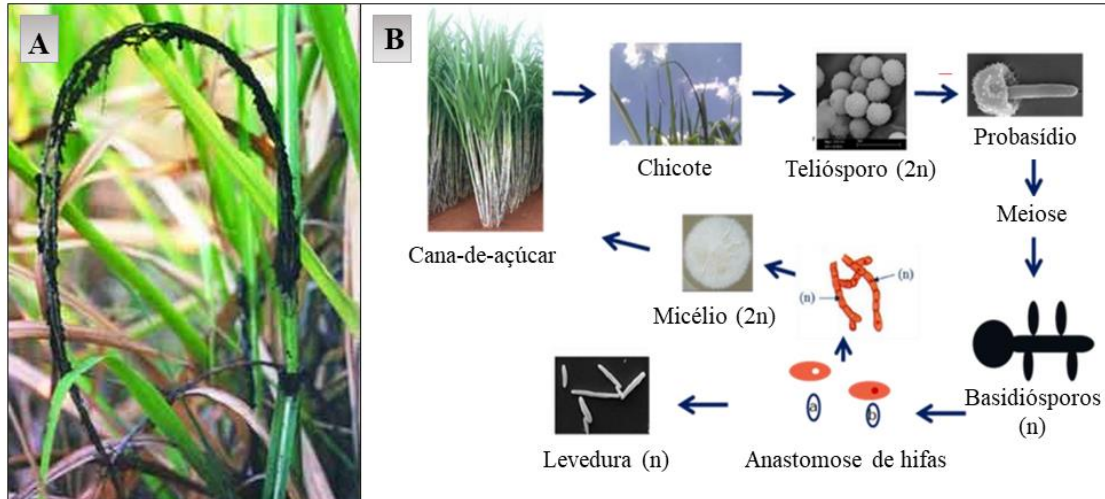 A
B
Chicote
Teliósporo (2n)
Probasídio
Meiose
Cana-de-açúcar
Micélio (2n)
(n)
(n)
Basidiósporos
(n)
a
b
Levedura (n)
Anastomose de hifas